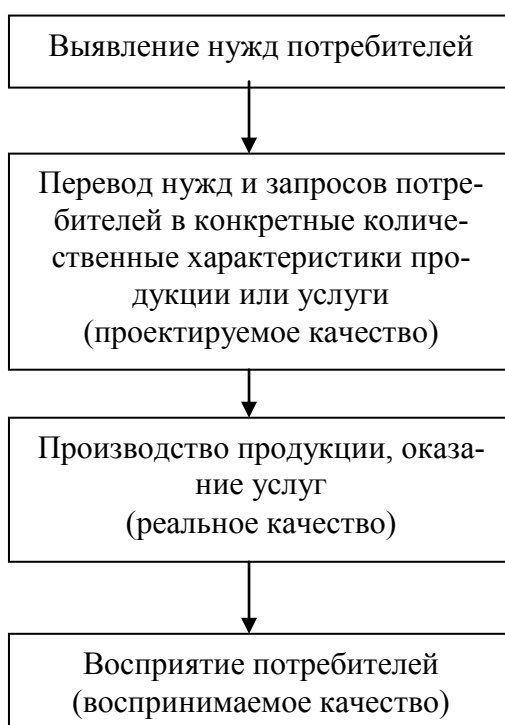 Выявление нужд потребителей
Перевод нужд и запросов потре-
бителей в конкретные количе-
ственные характеристики про-
дукции или услуги
(проектируемое качество)
Производство продукции, оказа-
ние услуг
(реальное качество)
Восприятие потребителей
(воспринимаемое качество)